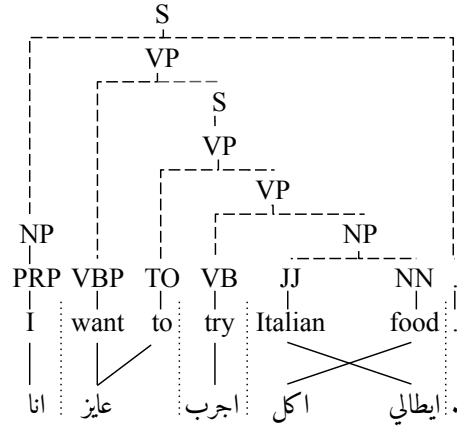 S
VP
S
VP
VP
NP NP
PRP VBP TO VB JJ NN .
I want to try Italian food .
انا عايز اجرب اكل ايطالي